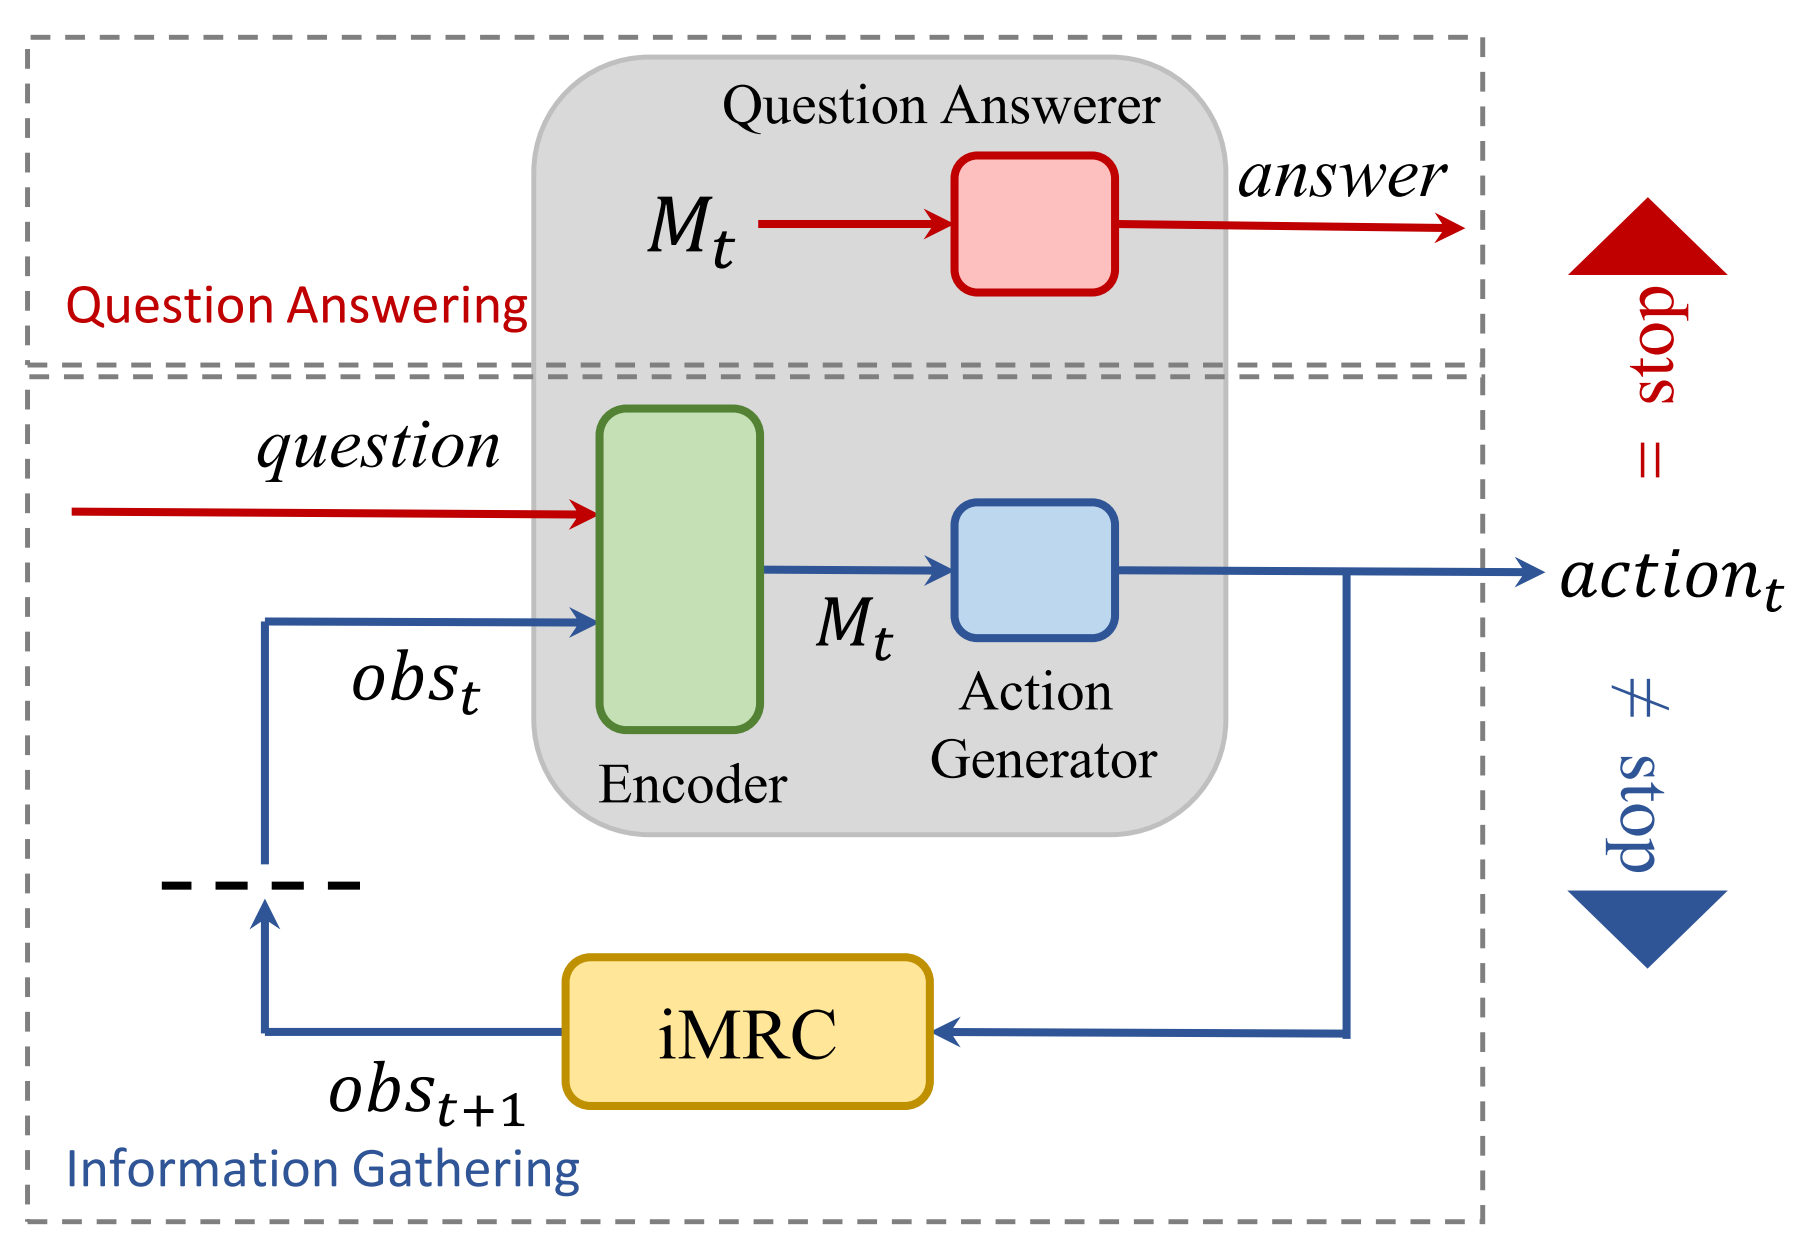 Question Answerer
answer
M_t
Question Answering
= stop
question
action_t
obs_t
M_t
Action
Generator
Encoder
≠ stop
iMRC
obs_{t+1}
Information Gathering